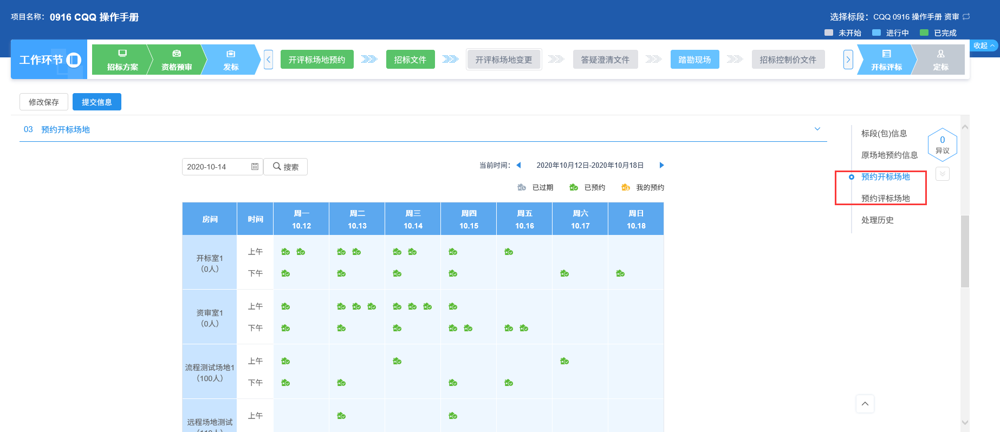 项目名称： 0916 CQQ 操作手册
选择标段： CQQ 0916 操作手册 资审
未开始 进行中 已完成
工作环节
招标方案 资格预审 发标
开评标场地预约 招标文件 开评标场地变更 答疑澄清文件 踏勘现场 招标控制价文件
开标评标 定标
收起
修改保存 提交信息
03 预约开标场地
标段(包)信息
原场地预约信息
预约开标场地
预约评标场地
处理历史
0
异议
2020-10-14 搜索
当前时间： 2020年10月12日-2020年10月18日
已过期 已预约 我的预约
房间 时间 周一 周二 周三 周四 周五 周六 周日
10.12 10.13 10.14 10.15 10.16 10.17 10.18
开标室1
（0人）
上午
下午
资审室1
（0人）
上午
下午
流程测试场地1
（100人）
上午
下午
远程场地测试
上午